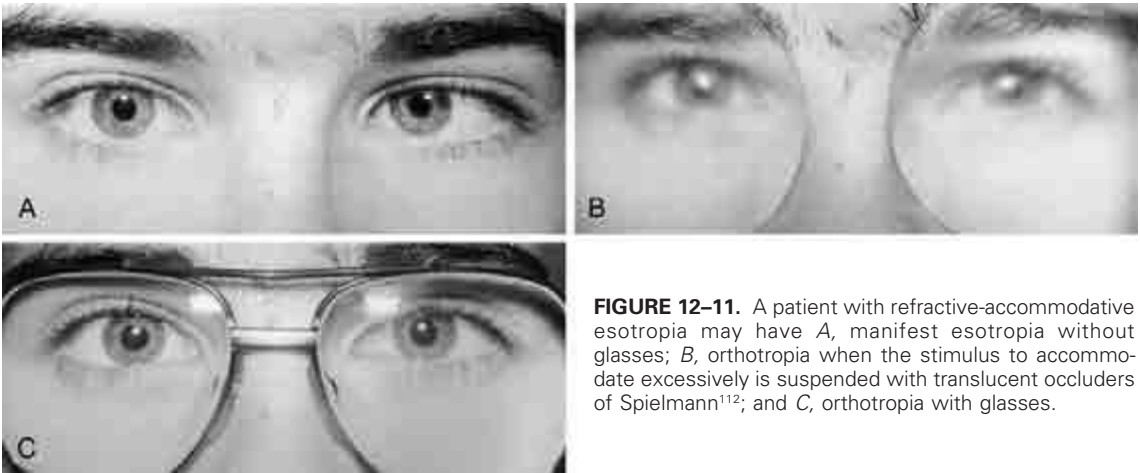 A
B
C
FIGURE 12–11. A patient with refractive-accommodative
esotropia may have A, manifest esotropia without
glasses; B, orthotropia when the stimulus to accommo-
date excessively is suspended with translucent occluders
of Spielmann¹¹²; and C, orthotropia with glasses.